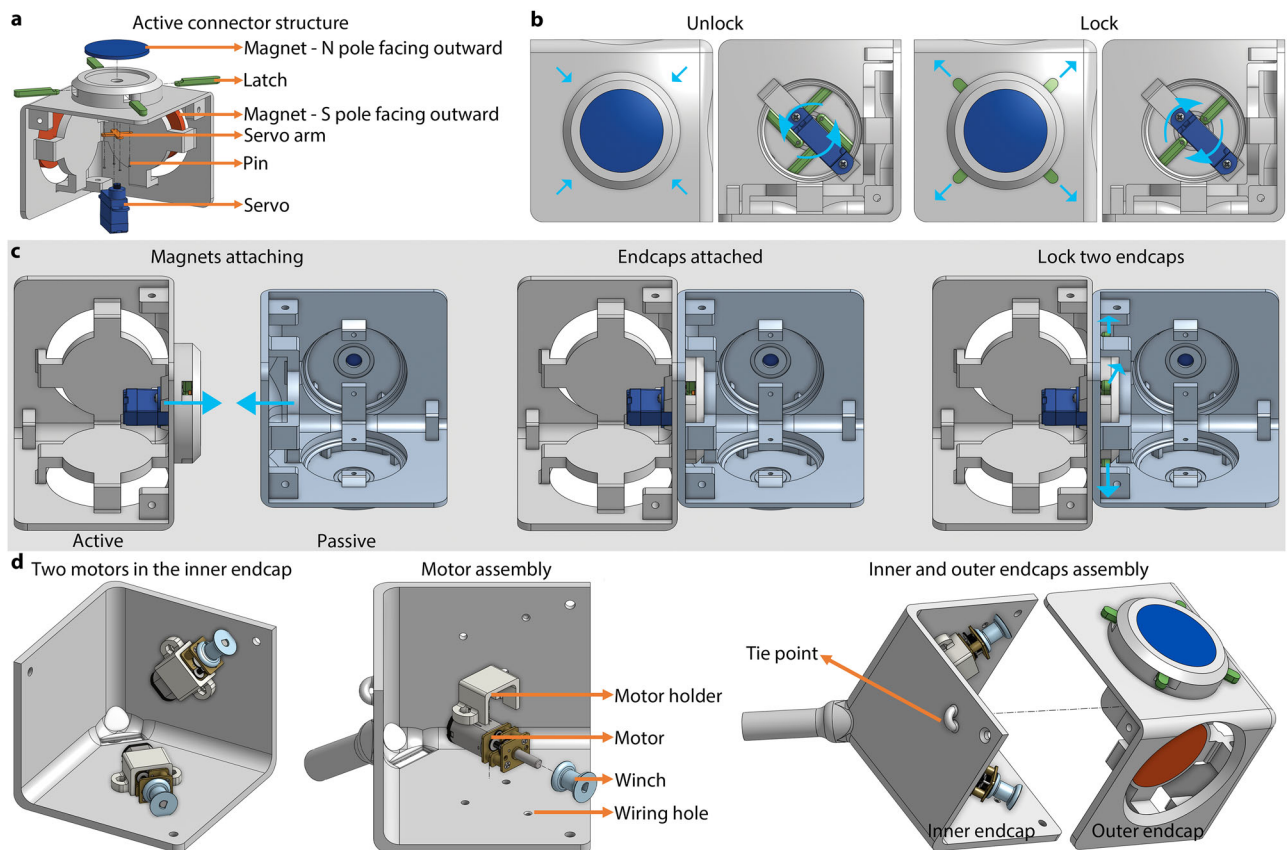 a
Active connector structure
Magnet - N pole facing outward
Latch
Magnet - S pole facing outward
Servo arm
Pin
Servo
b
Unlock
Lock
c
Magnets attaching
Endcaps attached
Lock two endcaps
Active
Passive
d
Two motors in the inner endcap
Motor assembly
Inner and outer endcaps assembly
Tie point
Motor holder
Motor
Winch
Wiring hole
Inner endcap
Outer endcap